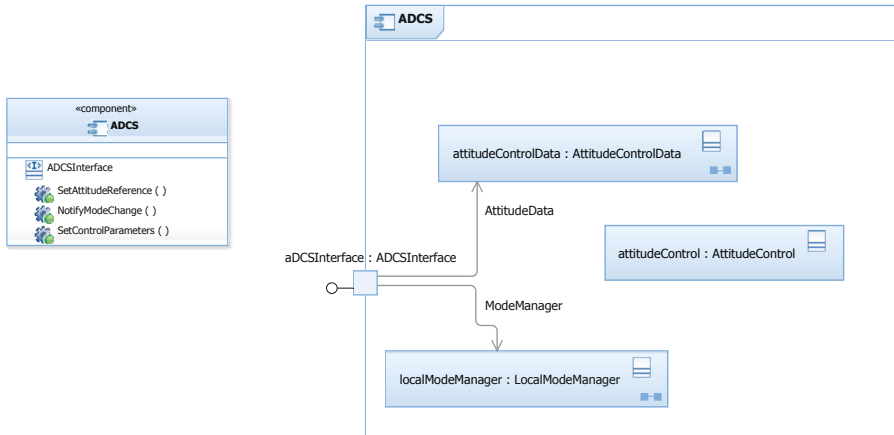 ADCS
«component»
ADCS
ADCSInterface
SetAttitudeReference ( )
NotifyModeChange ( )
SetControlParameters ( )
attitudeControlData : AttitudeControlData
AttitudeData
attitudeControl : AttitudeControl
aDCSInterface : ADCSInterface
ModeManager
localModeManager : LocalModeManager